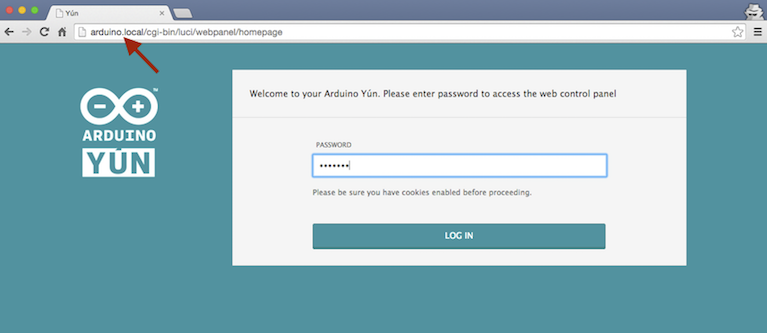 Yún
arduino.local/cgi-bin/luci/webpanel/homepage
Welcome to your Arduino Yún. Please enter password to access the web control panel
ARDUINO
YÚN
TM
PASSWORD
•••••••
Please be sure you have cookies enabled before proceeding.
LOG IN